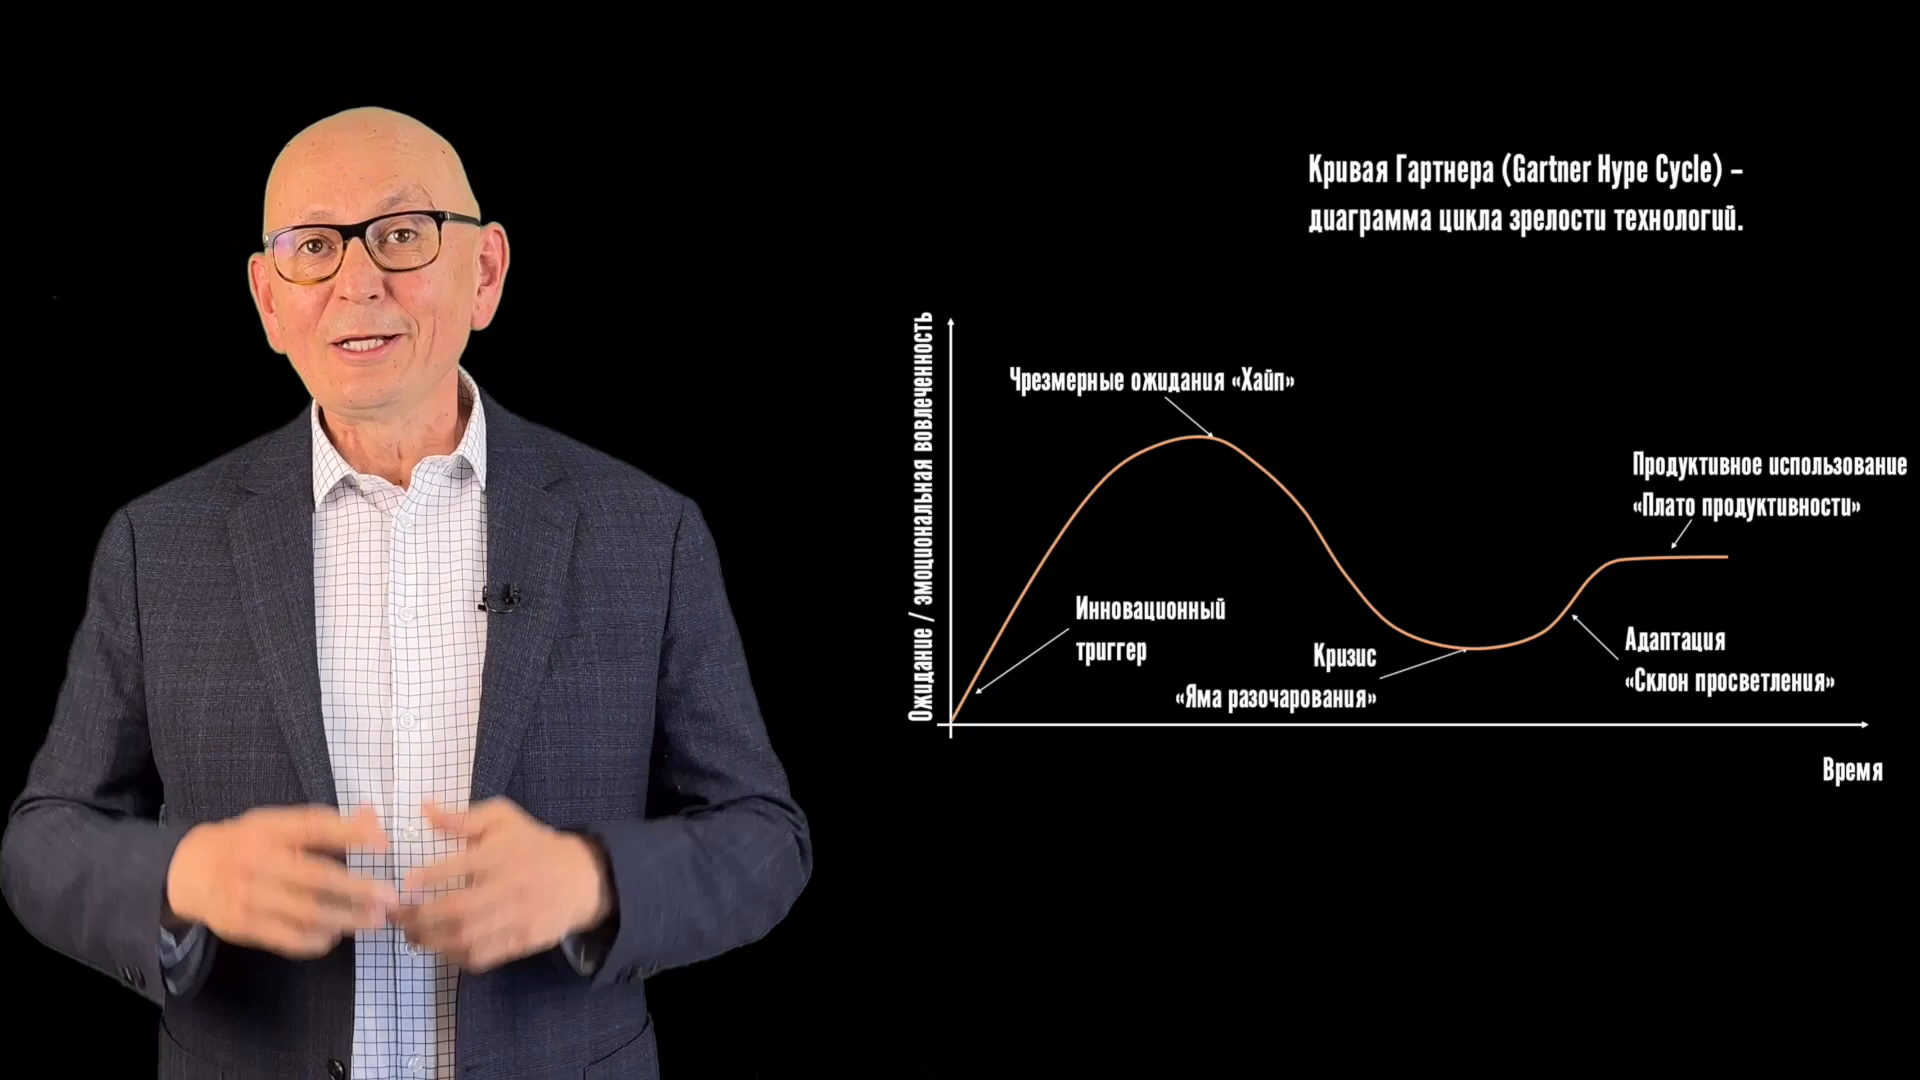 Кривая Гартнера (Gartner Hype Cycle) –
диаграмма цикла зрелости технологий.
Ожидание / эмоциональная вовлеченность
Чрезмерные ожидания «Хайп»
Продуктивное использование
«Плато продуктивности»
Инновационный
триггер
Кризис
«Яма разочарования»
Адаптация
«Склон просветления»
Время